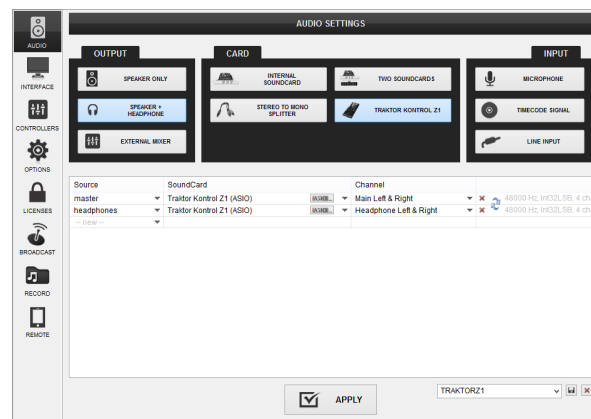 AUDIO SETTINGS
AUDIO
INTERFACE
CONTROLLERS
OPTIONS
LICENSES
BROADCAST
RECORD
REMOTE
OUTPUT
SPEAKER ONLY
SPEAKER +
HEADPHONE
EXTERNAL MIXER
CARD
INTERNAL
SOUNDCARD
TWO SOUNDCARDS
STEREO TO MONO
SPLITTER
TRAKTOR KONTROL Z1
INPUT
MICROPHONE
TIMECODE SIGNAL
LINE INPUT
Source SoundCard Channel
master Traktor Kontrol Z1 (ASIO) Main Left & Right 48000 Hz, Int32LSB, 4 ch
headphones Traktor Kontrol Z1 (ASIO) Headphone Left & Right 48000 Hz, Int32LSB, 4 ch
-- new --
APPLY
TRAKTORZ1